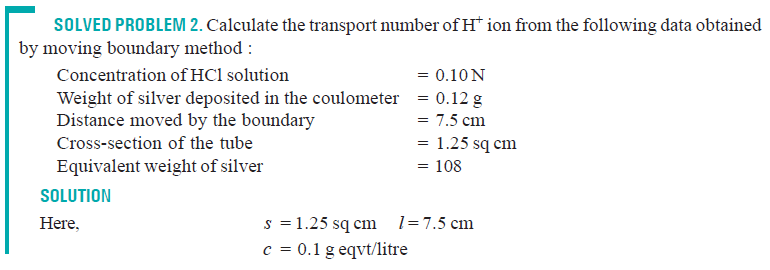 SOLVED PROBLEM 2. Calculate the transport number of H⁺ ion from the following data obtained
by moving boundary method :
Concentration of HCl solution = 0.10 N
Weight of silver deposited in the coulometer = 0.12 g
Distance moved by the boundary = 7.5 cm
Cross-section of the tube = 1.25 sq cm
Equivalent weight of silver = 108
SOLUTION
Here, s = 1.25 sq cm l = 7.5 cm
c = 0.1 g eqvt/litre